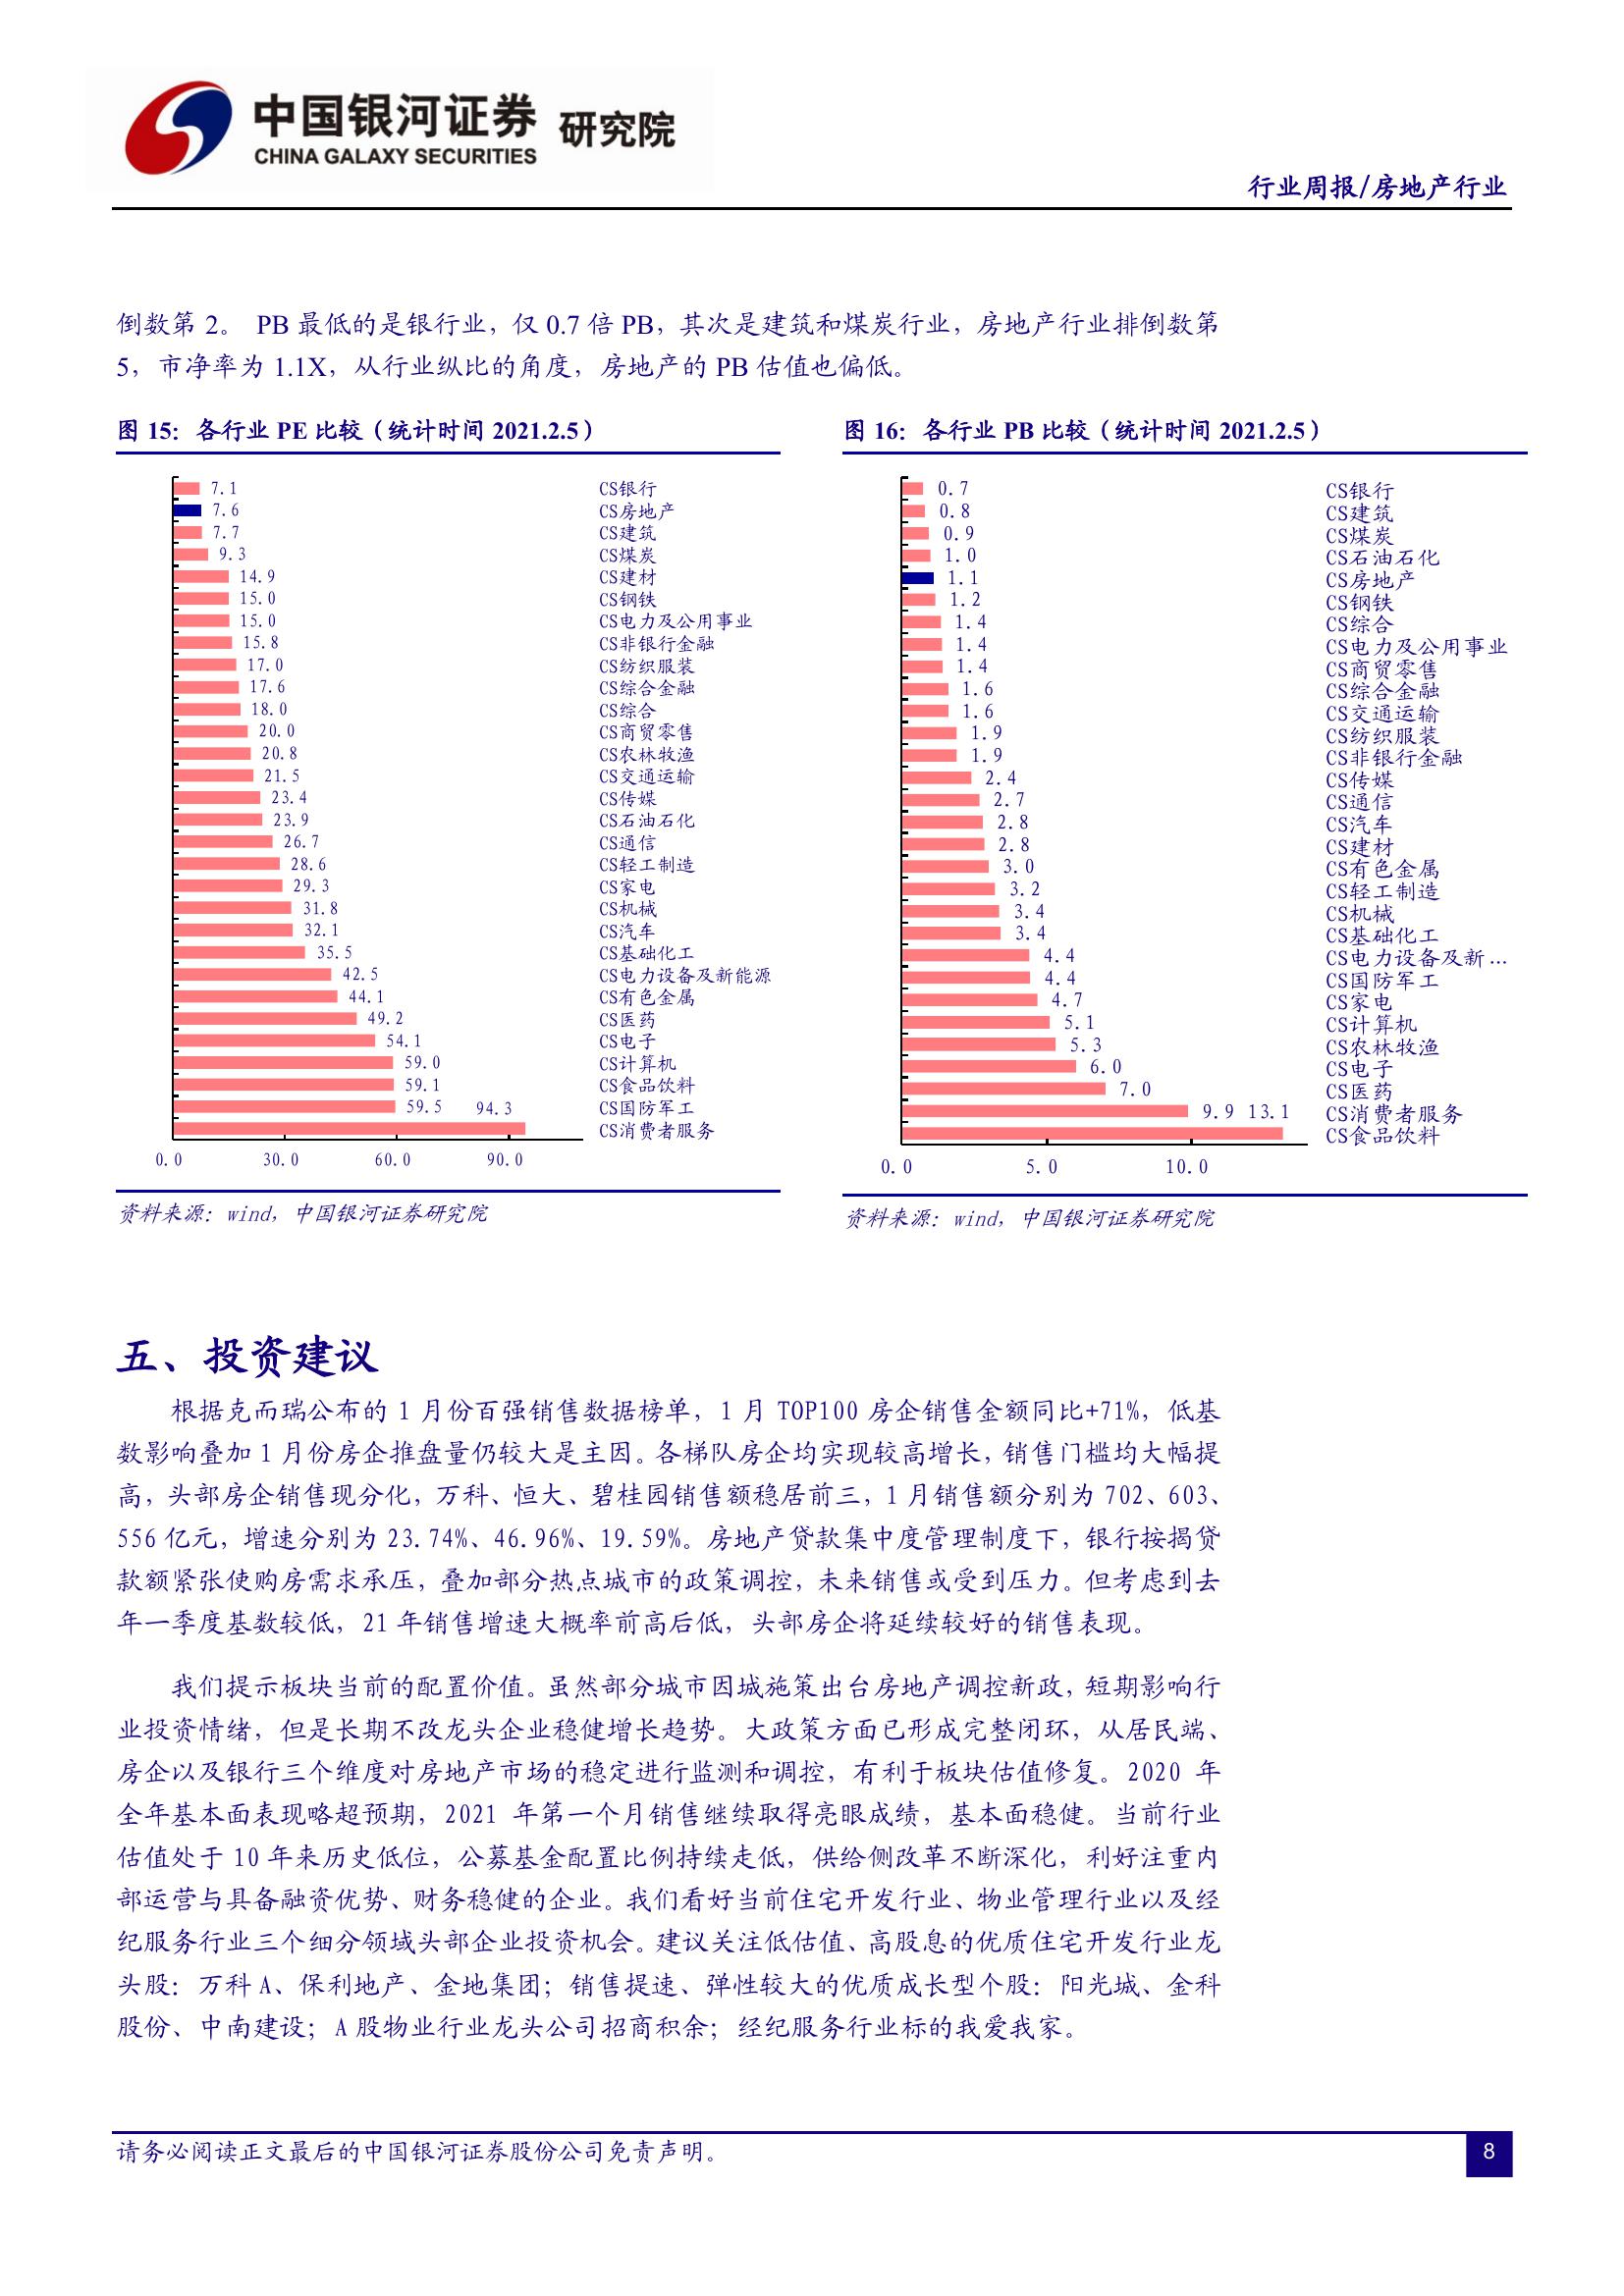 中国银河证券 研究院
CHINA GALAXY SECURITIES
行业周报/房地产行业
倒数第 2。 PB 最低的是银行业，仅 0.7 倍 PB，其次是建筑和煤炭行业，房地产行业排倒数第
5，市净率为 1.1X，从行业纵比的角度，房地产的 PB 估值也偏低。
图 15：各行业 PE 比较（统计时间 2021.2.5）
7.1 CS银行
7.6 CS房地产
7.7 CS建筑
9.3 CS煤炭
14.9 CS建材
15.0 CS钢铁
15.0 CS电力及公用事业
15.8 CS非银行金融
17.0 CS纺织服装
17.6 CS综合金融
18.0 CS综合
20.0 CS商贸零售
20.8 CS农林牧渔
21.5 CS交通运输
23.4 CS传媒
23.9 CS石油石化
26.7 CS通信
28.6 CS轻工制造
29.3 CS家电
31.8 CS机械
32.1 CS汽车
35.5 CS基础化工
42.5 CS电力设备及新能源
44.1 CS有色金属
49.2 CS医药
54.1 CS电子
59.0 CS计算机
59.1 CS食品饮料
59.5 94.3 CS国防军工
CS消费者服务
0.0 30.0 60.0 90.0
资料来源：wind，中国银河证券研究院
图 16：各行业 PB 比较（统计时间 2021.2.5）
0.7 CS银行
0.8 CS建筑
0.9 CS煤炭
1.0 CS石油石化
1.1 CS房地产
1.2 CS钢铁
1.4 CS综合
1.4 CS电力及公用事业
1.4 CS商贸零售
1.6 CS综合金融
1.6 CS交通运输
1.9 CS纺织服装
1.9 CS非银行金融
2.4 CS传媒
2.7 CS通信
2.8 CS汽车
2.8 CS建材
3.0 CS有色金属
3.2 CS轻工制造
3.4 CS机械
3.4 CS基础化工
4.4 CS电力设备及新…
4.4 CS国防军工
4.7 CS家电
5.1 CS计算机
5.3 CS农林牧渔
6.0 CS电子
7.0 CS医药
9.9 13.1 CS消费者服务
CS食品饮料
0.0 5.0 10.0
资料来源：wind，中国银河证券研究院
五、投资建议
根据克而瑞公布的 1 月份百强销售数据榜单，1 月 TOP100 房企销售金额同比+71%，低基
数影响叠加 1 月份房企推盘量仍较大是主因。各梯队房企均实现较高增长，销售门槛均大幅提
高，头部房企销售现分化，万科、恒大、碧桂园销售额稳居前三，1 月销售额分别为 702、603、
556 亿元，增速分别为 23.74%、46.96%、19.59%。房地产贷款集中度管理制度下，银行按揭贷
款额紧张使购房需求承压，叠加部分热点城市的政策调控，未来销售或受到压力。但考虑到去
年一季度基数较低，21 年销售增速大概率前高后低，头部房企将延续较好的销售表现。
我们提示板块当前的配置价值。虽然部分城市因城施策出台房地产调控新政，短期影响行
业投资情绪，但是长期不改龙头企业稳健增长趋势。大政策方面已形成完整闭环，从居民端、
房企以及银行三个维度对房地产市场的稳定进行监测和调控，有利于板块估值修复。2020 年
全年基本面表现略超预期，2021 年第一个月销售继续取得亮眼成绩，基本面稳健。当前行业
估值处于 10 年来历史低位，公募基金配置比例持续走低，供给侧改革不断深化，利好注重内
部运营与具备融资优势、财务稳健的企业。我们看好当前住宅开发行业、物业管理行业以及经
纪服务行业三个细分领域头部企业投资机会。建议关注低估值、高股息的优质住宅开发行业龙
头股：万科 A、保利地产、金地集团；销售提速、弹性较大的优质成长型个股：阳光城、金科
股份、中南建设；A 股物业行业龙头公司招商积余；经纪服务行业标的我爱我家。
请务必阅读正文最后的中国银河证券股份公司免责声明。
8